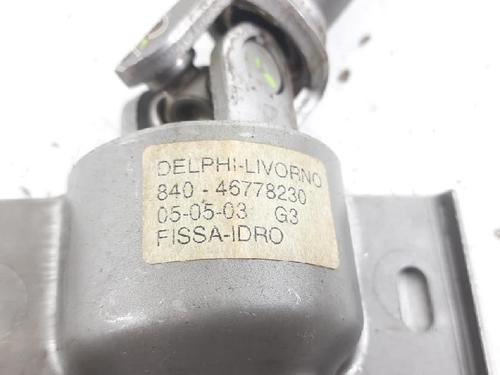 DELPHI-LIVORNO
840 - 46778230
05-05-03 G3
FISSA-IDRO